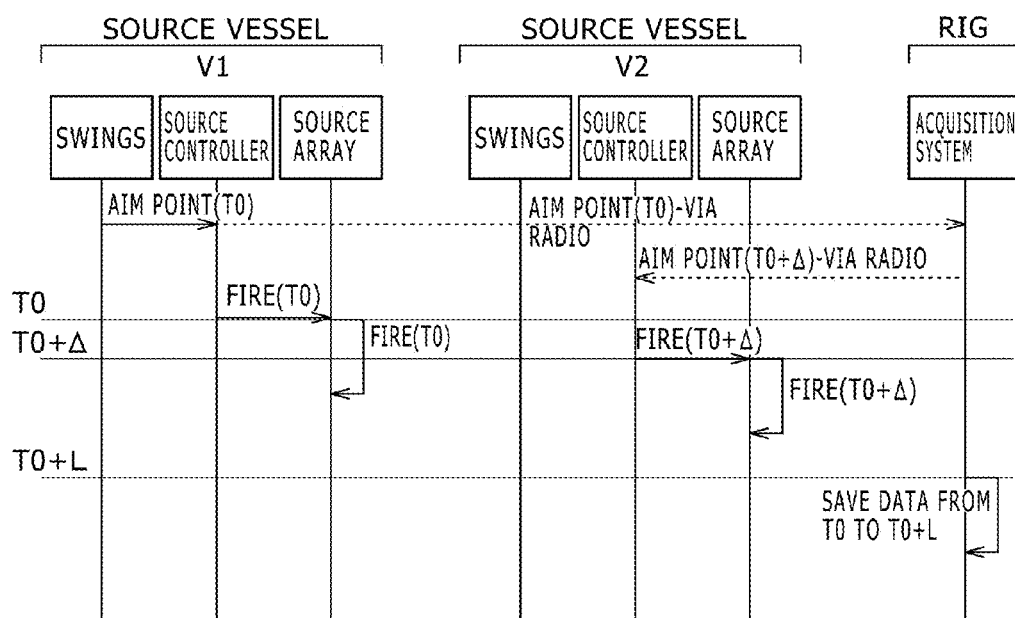 SOURCE VESSEL
V1
SOURCE VESSEL
V2
RIG
SWINGS
SOURCE
CONTROLLER
SOURCE
ARRAY
SWINGS
SOURCE
CONTROLLER
SOURCE
ARRAY
ACQUISITION
SYSTEM
AIM POINT(T0)
AIM POINT(T0)-VIA
RADIO
AIM POINT(T0+Δ)-VIA RADIO
T0
FIRE(T0)
FIRE(T0)
T0+Δ
FIRE(T0+Δ)
FIRE(T0+Δ)
T0+L
SAVE DATA FROM
T0 TO T0+L